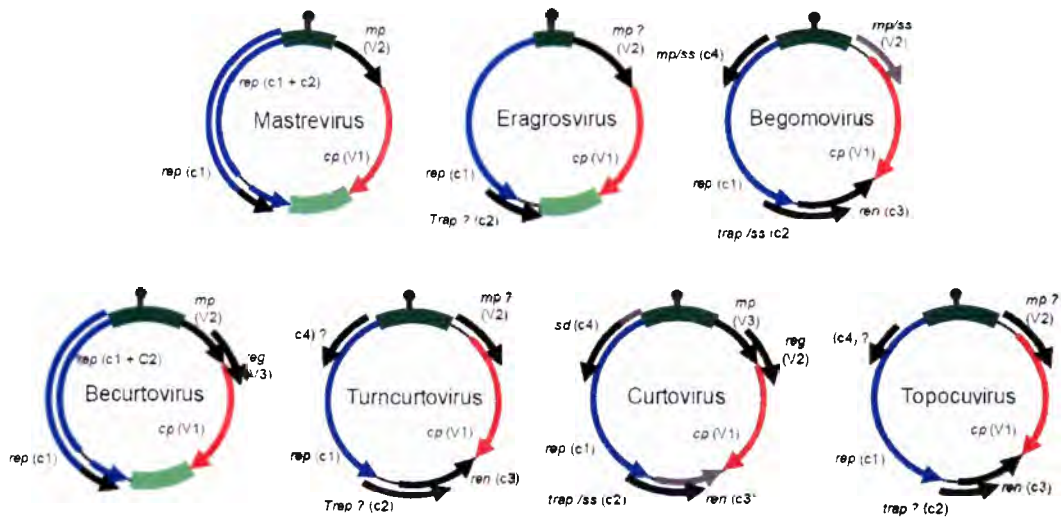 mp
(V2)
rep (c1 + c2)
Mastrevirus
cp (V1)
rep (c1)
mp ?
(V2)
Eragrosvirus
cp (V1)
rep (c1)
Trap ? (c2)
mp/ss
(V2)
mp/ss (c4)
Begomovirus
cp (V1)
rep (c1)
ren (c3)
trap /ss (c2
mp
(V2)
rep (c1 + C2)
reg
Becurtovirus
cp (V1)
rep (c1)
mp ?
(V2)
c4) ?
Turncurtovirus
cp (V1)
rep (c1)
ren (c3)
Trap ? (c2)
mp
(V3)
sd (c4)
reg
(V2)
Curtovirus
cp (V1)
rep (c1)
trap /ss (c2)
ren (c3
mp ?
(V2)
(c4) ?
Topocuvirus
cp (V1)
rep (c1)
ren (c3)
trap ? (c2)